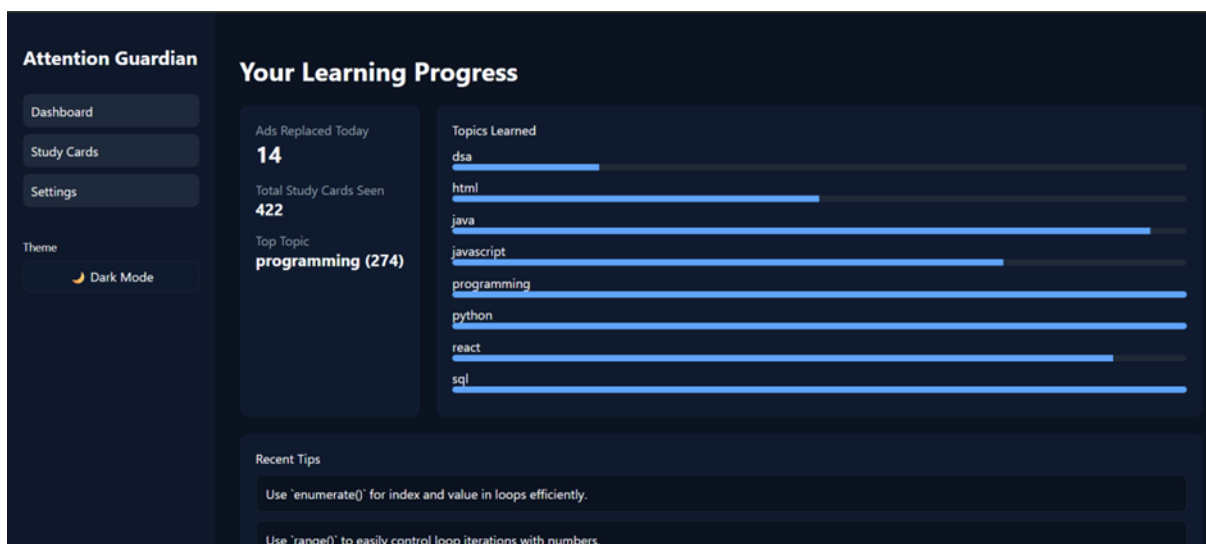 Attention Guardian
Dashboard
Study Cards
Settings
Theme
🌙 Dark Mode
Your Learning Progress
Ads Replaced Today
14
Total Study Cards Seen
422
Top Topic
programming (274)
Topics Learned
dsa
html
java
javascript
programming
python
react
sql
Recent Tips
Use `enumerate()` for index and value in loops efficiently.
Use `range()` to easily control loop iterations with numbers.